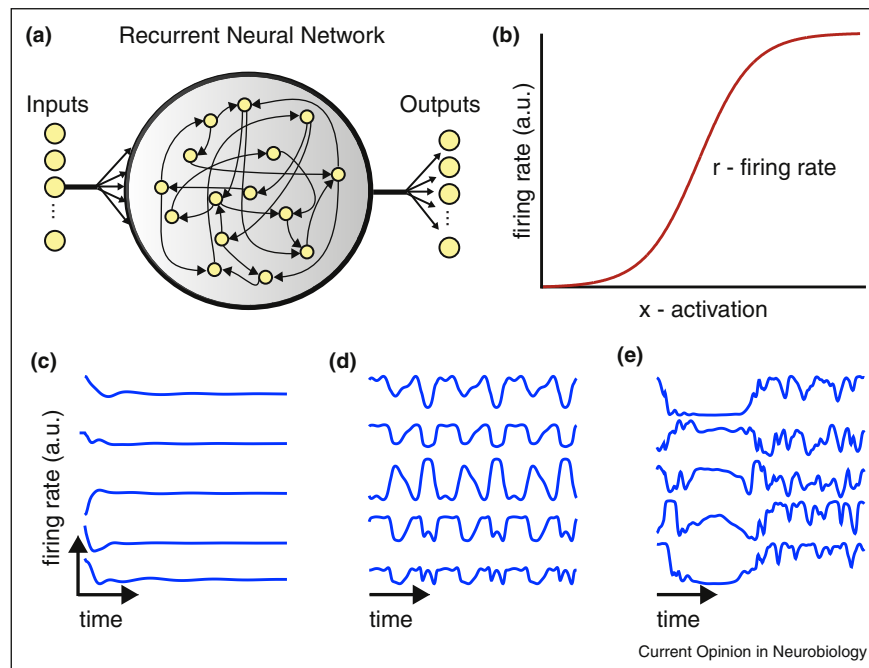 (a)
Recurrent Neural Network
Inputs
Outputs
(b)
firing rate (a.u.)
r - firing rate
x - activation
(c)
(d)
(e)
firing rate (a.u.)
time
time
time
Current Opinion in Neurobiology